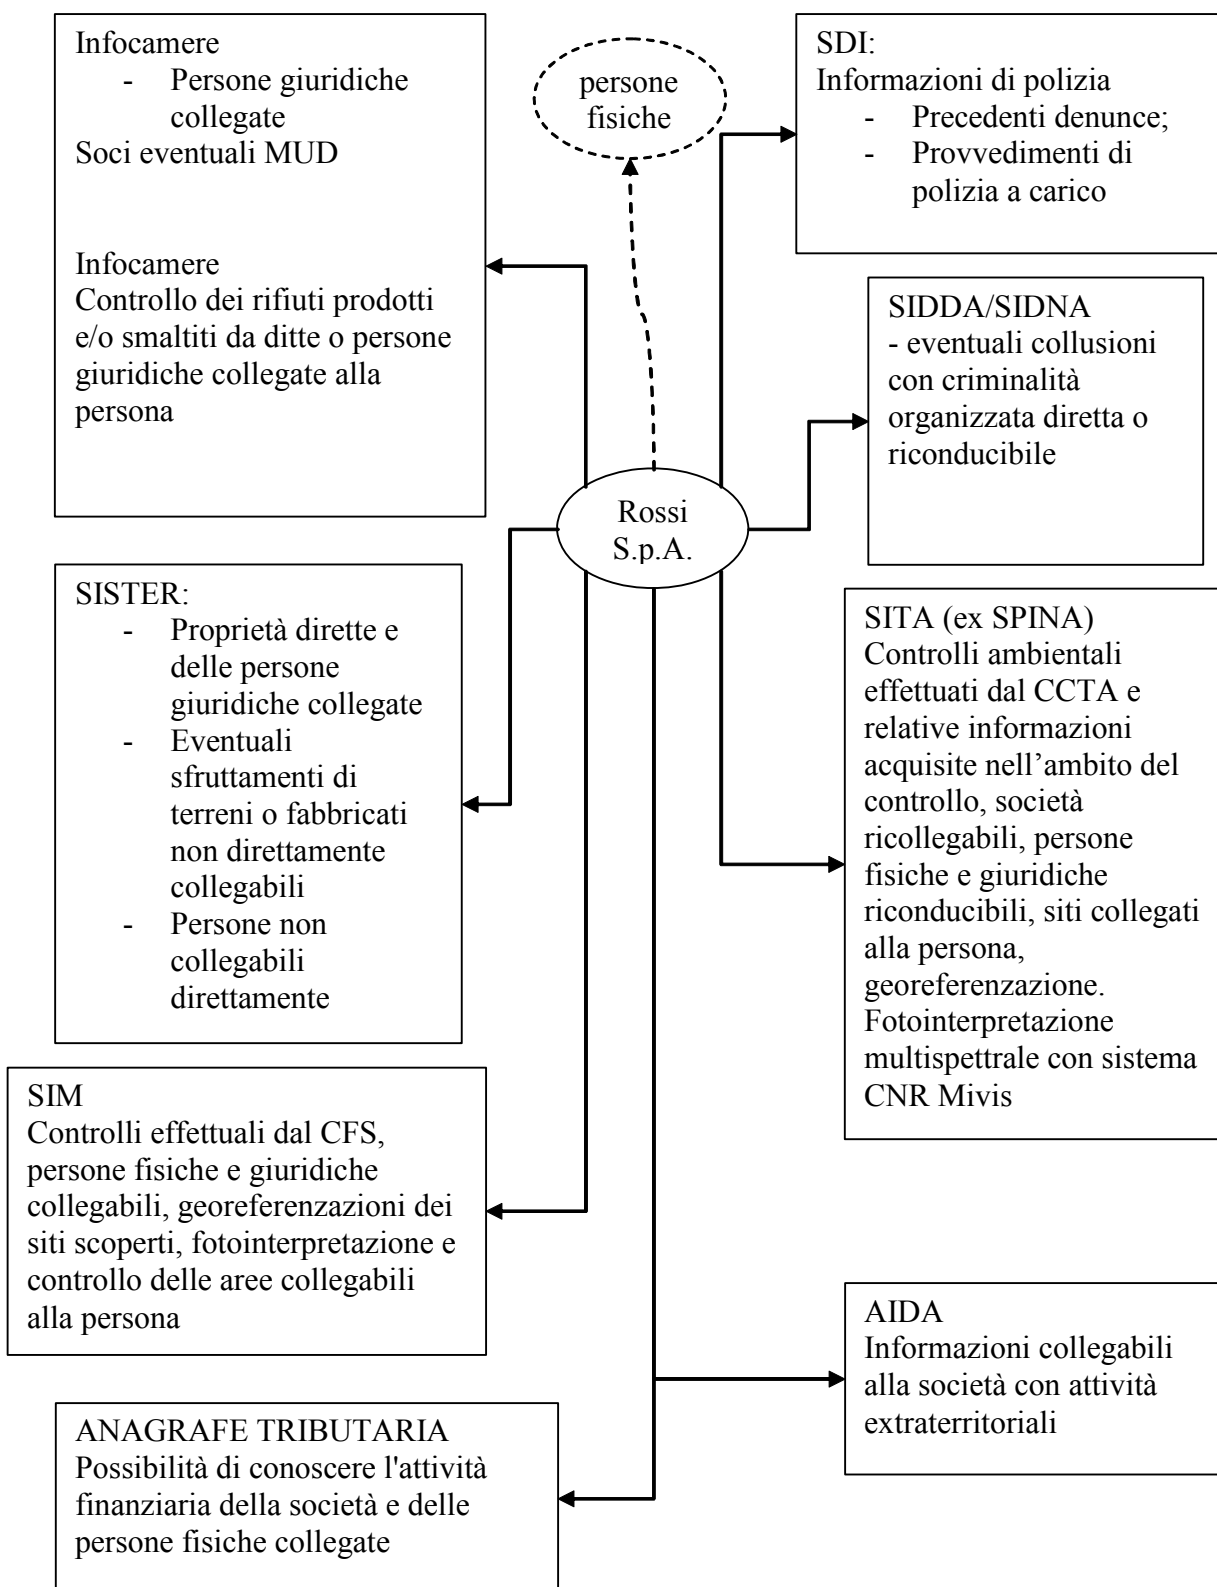 Infocamere
- Persone giuridiche
collegate
Soci eventuali MUD
Infocamere
Controllo dei rifiuti prodotti
e/o smaltiti da ditte o persone
giuridiche collegate alla
persona
persone
fisiche
SDI:
Informazioni di polizia
- Precedenti denunce;
- Provvedimenti di
polizia a carico
SIDDA/SIDNA
- eventuali collusioni
con criminalità
organizzata diretta o
riconducibile
Rossi
S.p.A.
SISTER:
- Proprietà dirette e
delle persone
giuridiche collegate
- Eventuali
sfruttamenti di
terreni o fabbricati
non direttamente
collegabili
- Persone non
collegabili
direttamente
SITA (ex SPINA)
Controlli ambientali
effettuati dal CCTA e
relative informazioni
acquisite nell’ambito del
controllo, società
ricollegabili, persone
fisiche e giuridiche
riconducibili, siti collegati
alla persona,
georeferenzazione.
Fotointerpretazione
multispettrale con sistema
CNR Mivis
SIM
Controlli effettuali dal CFS,
persone fisiche e giuridiche
collegabili, georeferenzazioni dei
siti scoperti, fotointerpretazione e
controllo delle aree collegabili
alla persona
AIDA
Informazioni collegabili
alla società con attività
extraterritoriali
ANAGRAFE TRIBUTARIA
Possibilità di conoscere l'attività
finanziaria della società e delle
persone fisiche collegate